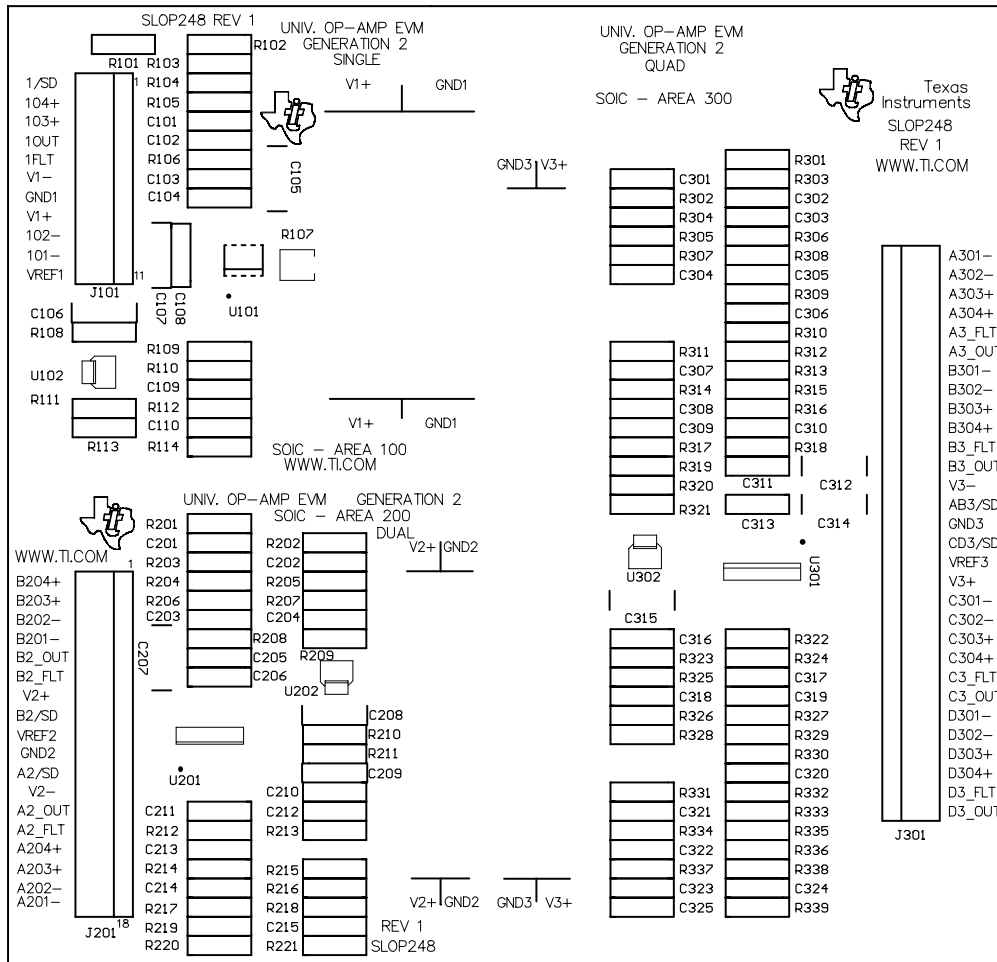 SLOP248 REV 1
R101
R102
R103
R104
R105
C101
C102
R106
C103
C104
UNIV. OP-AMP EVM
GENERATION 2
SINGLE
V1+ GND1
C105
1/SD
104+
103+
1OUT
1FLT
V1-
GND1
V1+
102-
101-
VREF1
1
11
J101
C107
C108
U101
R107
C106
R108
U102
R111
R113
R109
R110
C109
R112
C110
R114
V1+ GND1
SOIC - AREA 100
WWW.TI.COM
UNIV. OP-AMP EVM GENERATION 2
SOIC - AREA 200
DUAL
WWW.TI.COM
1
B204+
B203+
B202-
B201-
B2_OUT
B2_FLT
V2+
B2/SD
VREF2
GND2
A2/SD
V2-
A2_OUT
A2_FLT
A204+
A203+
A202-
A201-
J201
18
C207
R201
C201
R203
R204
R206
C203
R208
C205
C206
R202
C202
R205
R207
C204
R209
V2+ GND2
U202
U201
C208
R210
R211
C209
C210
C212
R213
C211
R212
C213
R214
C214
R217
R219
R220
R215
R216
R218
C215
R221
V2+ GND2
REV 1
SLOP248
UNIV. OP-AMP EVM
GENERATION 2
QUAD
SOIC - AREA 300
Texas
Instruments
SLOP248
REV 1
WWW.TI.COM
GND3 V3+
C301
R302
R304
R305
R307
C304
R301
R303
C302
C303
R306
R308
C305
R309
C306
R310
R312
R313
R315
R316
C310
R318
R311
C307
R314
C308
C309
R317
R319
R320
R321
C311
C312
C313
C314
U302
U301
C315
C316
R323
R325
C318
R326
R328
R322
R324
C317
C319
R327
R329
R330
C320
R332
R333
R335
R336
R338
C324
R339
R331
C321
R334
C322
R337
C323
C325
GND3 V3+
A301-
A302-
A303+
A304+
A3_FLT
A3_OUT
B301-
B302-
B303+
B304+
B3_FLT
B3_OUT
V3-
AB3/SD
GND3
CD3/SD
VREF3
V3+
C301-
C302-
C303+
C304+
C3_FLT
C3_OUT
D301-
D302-
D303+
D304+
D3_FLT
D3_OUT
J301